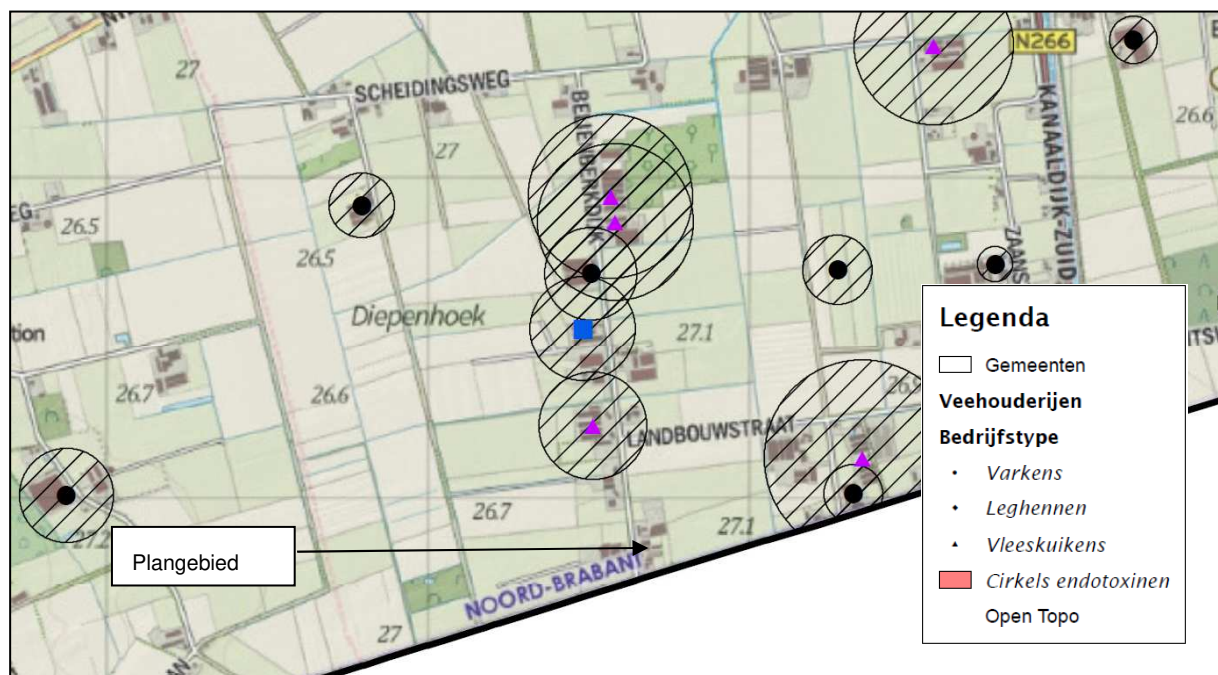 N266
27
SCHEIDINGSWEG
27
26.6
KANAALDIJK-ZUID
26.5
26.5
ZAANS
Diepenhoek
27.1
tion
26.7
26.6
LANDBOUWSTRAAT
26.7
27.1
27.2
Plangebied
NOORD-BRABANT
27
Legenda
Gemeenten
Veehouderijen
Bedrijfstype
Varkens
Leghennen
Vleeskuikens
Cirkels endotoxinen
Open Topo